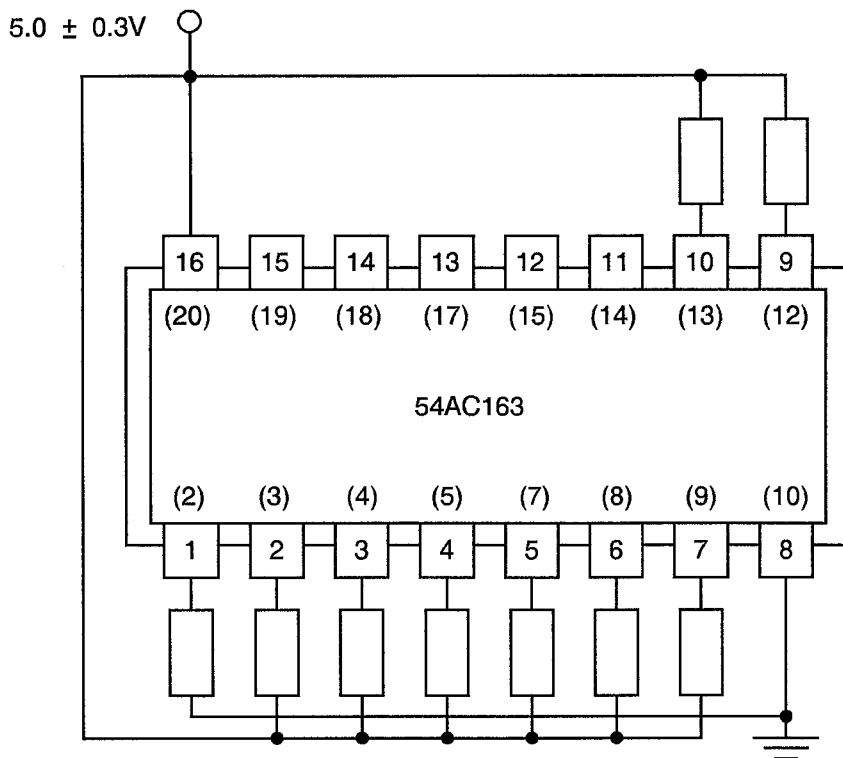 5.0 ± 0.3V
16 15 14 13 12 11 10 9
(20) (19) (18) (17) (15) (14) (13) (12)
54AC163
(2) (3) (4) (5) (7) (8) (9) (10)
1 2 3 4 5 6 7 8